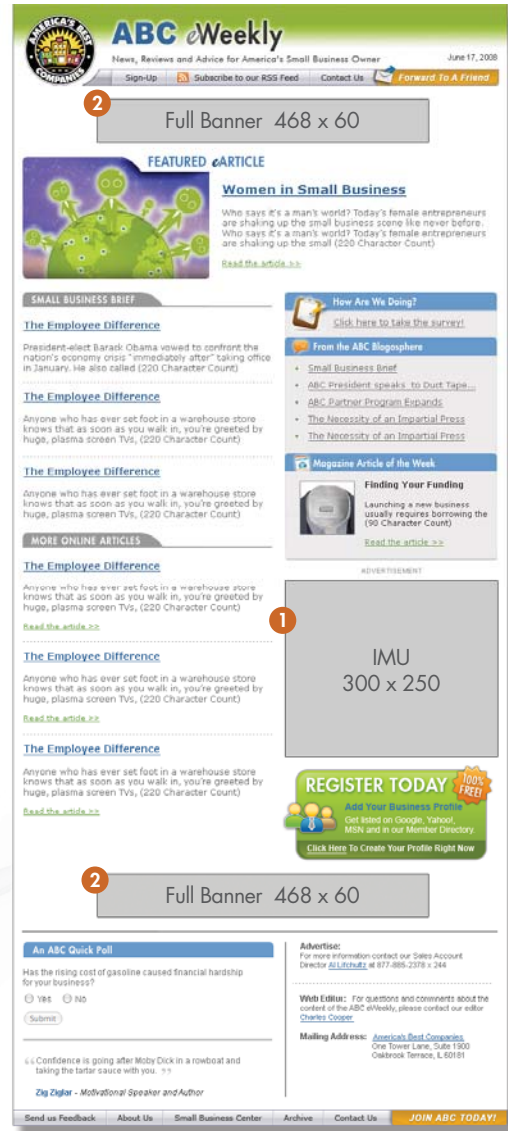 AMERICA'S BEST
COMPANIES
ABC eWeekly
News, Reviews and Advice for America's Small Business Owner
June 17, 2008
Sign-Up
Subscribe to our RSS Feed
Contact Us
Forward To A Friend
2
Full Banner 468 x 60
FEATURED eARTICLE
Women in Small Business
Who says it's a man's world? Today's female entrepreneurs
are shaking up the small business scene like never before.
Who says it's a man's world? Today's female entrepreneurs
are shaking up the small (220 Character Count)
Read the article >>
SMALL BUSINESS BRIEF
The Employee Difference
President-elect Barack Obama vowed to confront the
nation's economy crisis "immediately after" taking office
in January. He also called (220 Character Count)
The Employee Difference
Anyone who has ever set foot in a warehouse store
knows that as soon as you walk in, you're greeted by
huge, plasma screen TVs, (220 Character Count)
The Employee Difference
Anyone who has ever set foot in a warehouse store
knows that as soon as you walk in, you're greeted by
huge, plasma screen TVs, (220 Character Count)
MORE ONLINE ARTICLES
The Employee Difference
Anyone who has ever set foot in a warehouse store
knows that as soon as you walk in, you're greeted by
huge, plasma screen TVs, (220 Character Count)
Read the article >>
The Employee Difference
Anyone who has ever set foot in a warehouse store
knows that as soon as you walk in, you're greeted by
huge, plasma screen TVs, (220 Character Count)
Read the article >>
The Employee Difference
Anyone who has ever set foot in a warehouse store
knows that as soon as you walk in, you're greeted by
huge, plasma screen TVs, (220 Character Count)
Read the article >>
How Are We Doing?
Click here to take the survey!
From the ABC Blogosphere
• Small Business Brief
• ABC President speaks to Duct Tape...
• ABC Partner Program Expands
• The Necessity of an Impartial Press
• The Necessity of an Impartial Press
Magazine Article of the Week
Finding Your Funding
Launching a new business
usually requires borrowing the
(90 Character Count)
Read the article >>
ADVERTISEMENT
1
IMU
300 x 250
REGISTER TODAY
100%
FREE!
Add Your Business Profile
Get listed on Google, Yahoo!,
MSN and in our Member Directory.
Click Here To Create Your Profile Right Now
2
Full Banner 468 x 60
An ABC Quick Poll
Has the rising cost of gasoline caused financial hardship
for your business?
Yes No
Submit
“Confidence is going after Moby Dick in a rowboat and
taking the tartar sauce with you. ”
Zig Ziglar - Motivational Speaker and Author
Advertise:
For more information contact our Sales Account
Director Al Lifchultz at 877-885-2378 x 244
Web Editor: For questions and comments about the
content of the ABC eWeekly, please contact our editor
Charles Cooper
Mailing Address: America's Best Companies
One Tower Lane, Suite 1900
Oakbrook Terrace, IL 60181
Send us Feedback
About Us
Small Business Center
Archive
Contact Us
JOIN ABC TODAY!